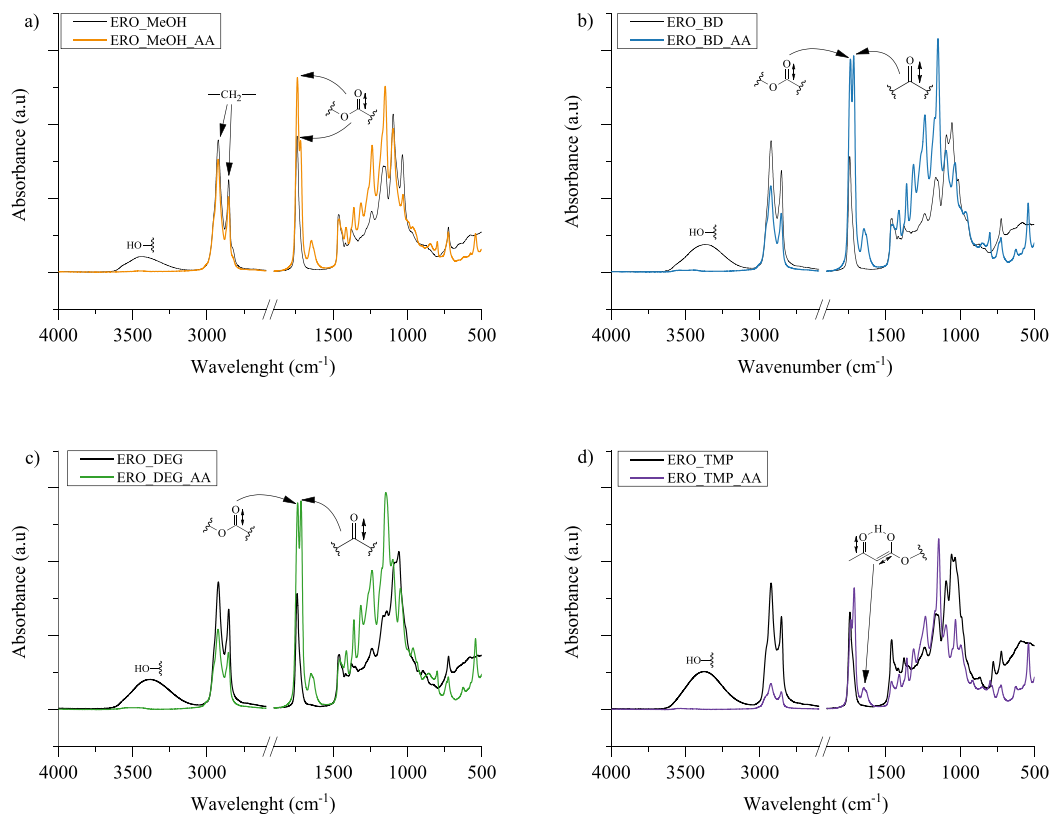 a)
ERO_MeOH
ERO_MeOH_AA
CH2
O
O
HO
Absorbance (a.u)
4000 3500 3000 1500 1000 500
Wavelenght (cm-1)
b)
ERO_BD
ERO_BD_AA
O
O
O
HO
Absorbance (a.u)
4000 3500 3000 1500 1000 500
Wavenumber (cm-1)
c)
ERO_DEG
ERO_DEG_AA
O
O
O
HO
Absorbance (a.u)
4000 3500 3000 1500 1000 500
Wavelenght (cm-1)
d)
ERO_TMP
ERO_TMP_AA
H
O O
O
HO
Absorbance (a.u)
4000 3500 3000 1500 1000 500
Wavelenght (cm-1)